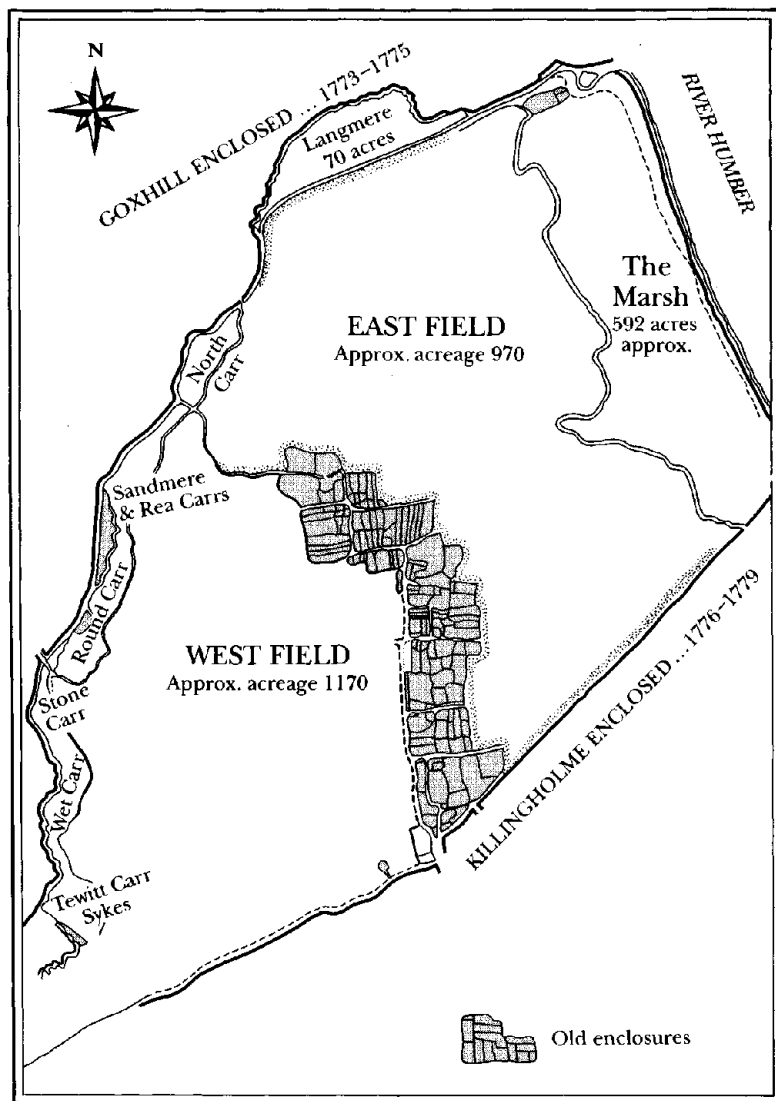 N
GOXHILL ENCLOSED ... 1773–1775
Langmere
70 acres
RIVER HUMBER
The
Marsh
592 acres
approx.
EAST FIELD
Approx. acreage 970
North
Carr
Sandmere
& Rea Carrs
Round Carr
WEST FIELD
Approx. acreage 1170
Stone
Carr
Wet Carr
KILLINGHOLME ENCLOSED ... 1776–1779
Tewitt Carr
Sykes
Old enclosures